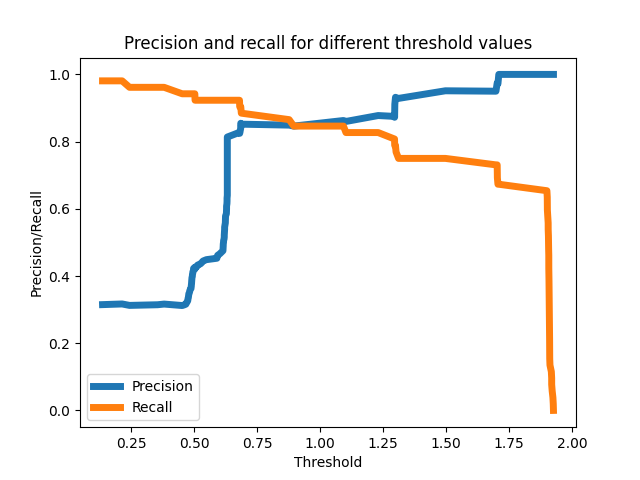 Precision and recall for different threshold values
1.0
0.8
0.6
0.4
0.2
0.0
Precision/Recall
Precision
Recall
0.25 0.50 0.75 1.00 1.25 1.50 1.75 2.00
Threshold